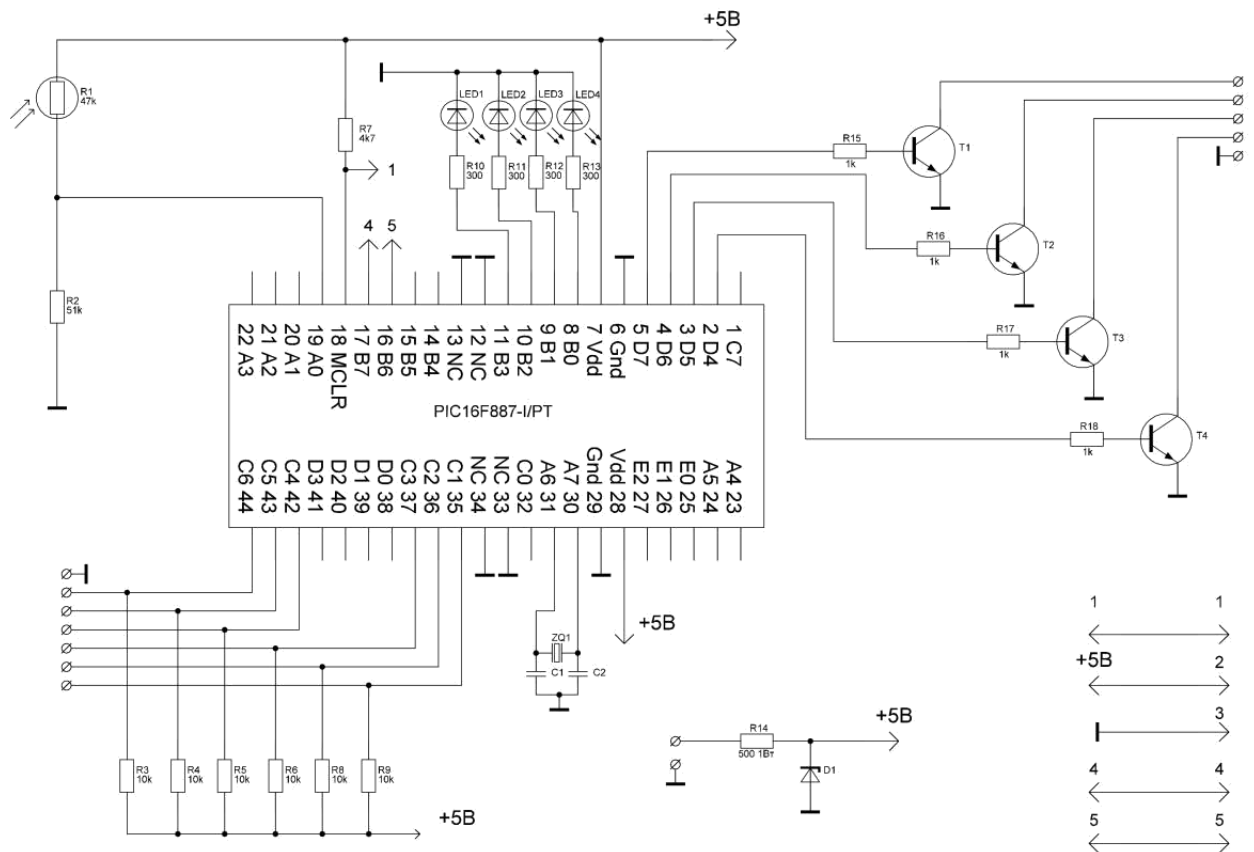 +5В
R1
47k
R7
4k7
1
LED1
LED2
LED3
LED4
R10
300
R11
300
R12
300
R13
300
R15
1k
T1
R16
1k
T2
R17
1k
T3
R18
1k
T4
R2
51k
4
5
22 A3
21 A2
20 A1
19 A0
18 MCLR
17 B7
16 B6
15 B5
14 B4
13 NC
12 NC
11 B3
10 B2
9 B1
8 B0
7 Vdd
6 Gnd
5 D7
4 D6
3 D5
2 D4
1 C7
PIC16F887-I/PT
C6 44
C5 43
C4 42
D3 41
D2 40
D1 39
D0 38
C3 37
C2 36
C1 35
NC 34
NC 33
C0 32
A6 31
A7 30
Gnd 29
Vdd 28
E2 27
E1 26
E0 25
A5 24
A4 23
+5В
ZQ1
C1
C2
R3
10k
R4
10k
R5
10k
R6
10k
R8
10k
R9
10k
+5В
R14
500 1Вт
+5В
D1
1 1
+5В 2
3
4 4
5 5